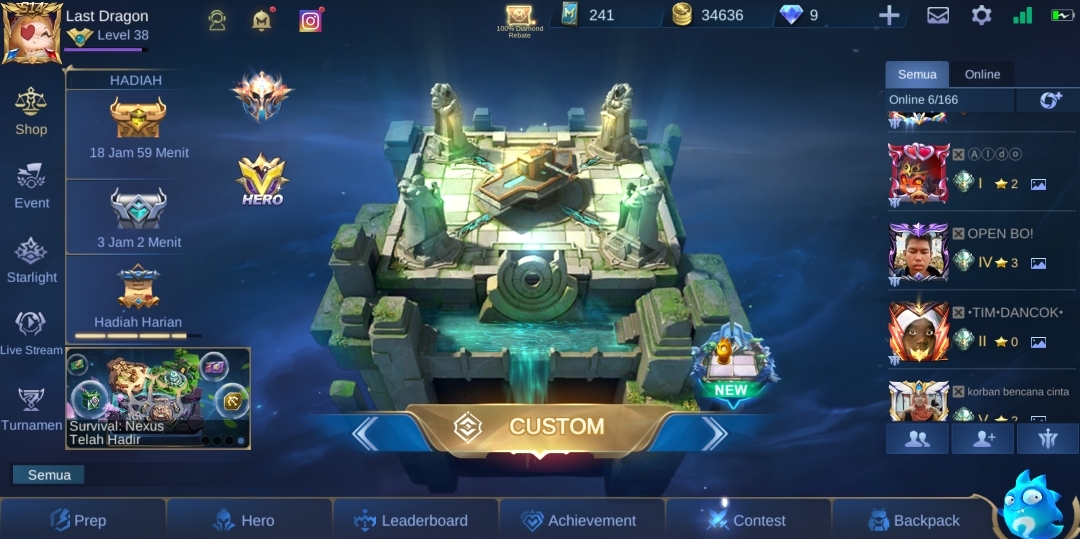 S14
Last Dragon
Level 38
100% Diamond
Rebate
241
34636
9
Shop
Event
Starlight
Live Stream
Turnamen
HADIAH
18 Jam 59 Menit
3 Jam 2 Menit
Hadiah Harian
Survival: Nexus
Telah Hadir
HERO
NEW
CUSTOM
Semua
Online
Online 6/166
Ⓐⓛⓓⓞ
I 2
OPEN BO!
IV 3
•TIM•DANCOK•
II 0
korban bencana cinta
V 2
Semua
Prep
Hero
Leaderboard
Achievement
Contest
Backpack